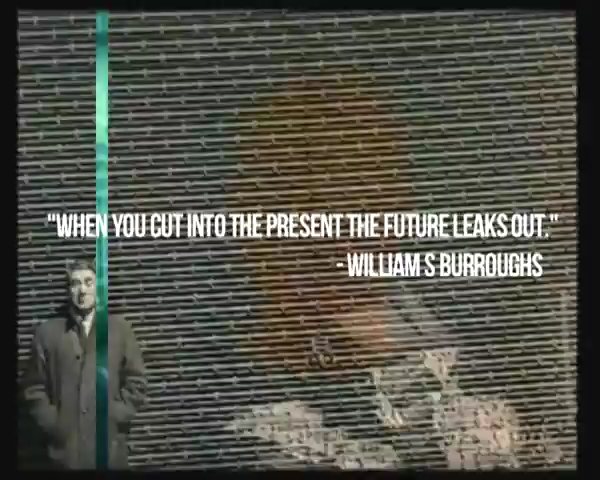 "WHEN YOU CUT INTO THE PRESENT THE FUTURE LEAKS OUT."
- WILLIAM S BURROUGHS